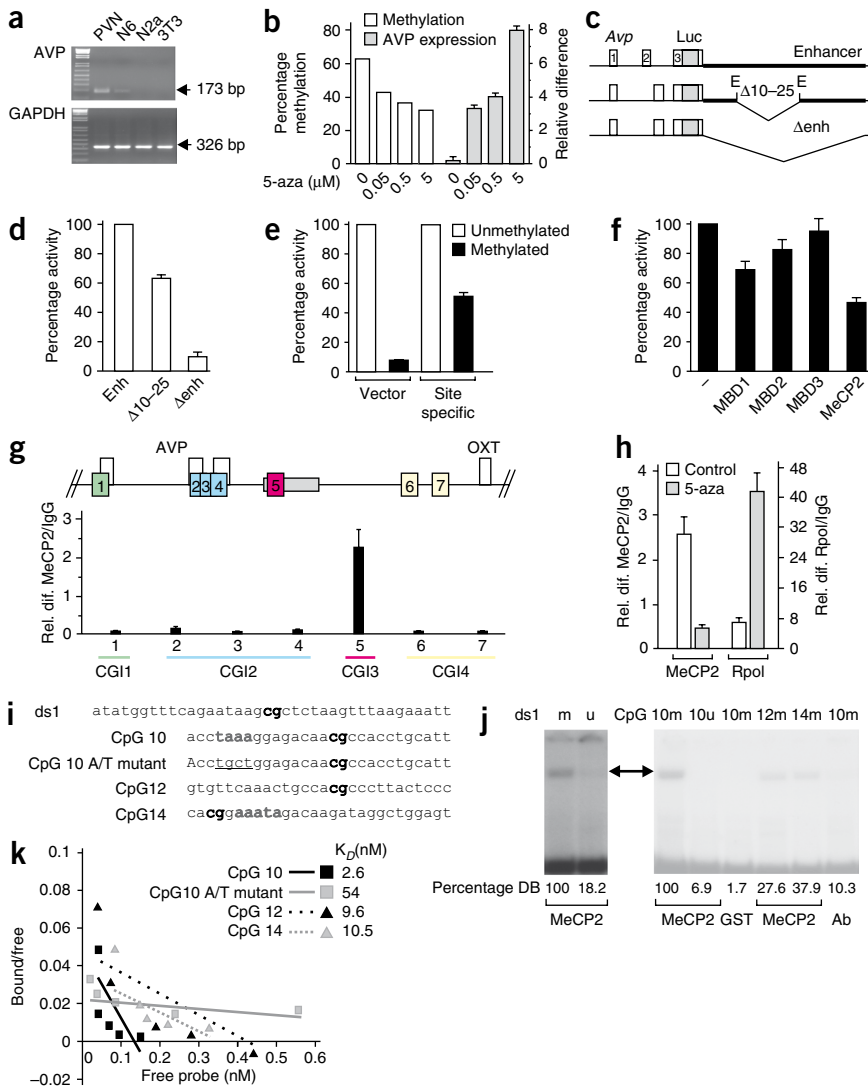 a
PVN N6 N2a 3T3
AVP
173 bp
GAPDH
326 bp
b
Methylation
AVP expression
Percentage methylation
60
40
20
0
8
6
4
2
0
Relative difference
5-aza (μM) 0 0.05 0.5 5 0 0.05 0.5 5
c
Avp Luc
1 2 3 Enhancer
E Δ10–25 E
Δenh
d
Percentage activity
100
80
60
40
20
0
Enh Δ10–25 Δenh
e
Unmethylated
Methylated
Percentage activity
100
80
60
40
20
0
Vector Site specific
f
Percentage activity
100
80
60
40
20
0
– MBD1 MBD2 MBD3 MeCP2
g
AVP OXT
1 2 3 4 5 6 7
Rel. dif. MeCP2/IgG
3
2
1
0
1 2 3 4 5 6 7
CGI1 CGI2 CGI3 CGI4
h
Control
5-aza
Rel. dif. MeCP2/IgG
4
3
2
1
0
48
36
24
12
8
0
Rel. dif. Rpol/IgG
MeCP2 Rpol
i
ds1 atatggtttcagaataagcgctctaagtttaagaaatt
CpG 10 acctaaaggagacaacgccacctgcatt
CpG 10 A/T mutant Acctgctggagacaacgccacctgcatt
CpG12 gtgttcaaactgccacgcccttactccc
CpG14 cacggaaatagacaagataggctggagt
j
ds1 m u CpG 10m 10u 10m 12m 14m 10m
Percentage DB 100 18.2 100 6.9 1.7 27.6 37.9 10.3
MeCP2 MeCP2 GST MeCP2 Ab
k
K_D(nM)
CpG 10 2.6
CpG10 A/T mutant 54
CpG 12 9.6
CpG 14 10.5
Bound/free
0.1
0.08
0.06
0.04
0.02
0
–0.02
0 0.1 0.2 0.3 0.4 0.5 0.6
Free probe (nM)